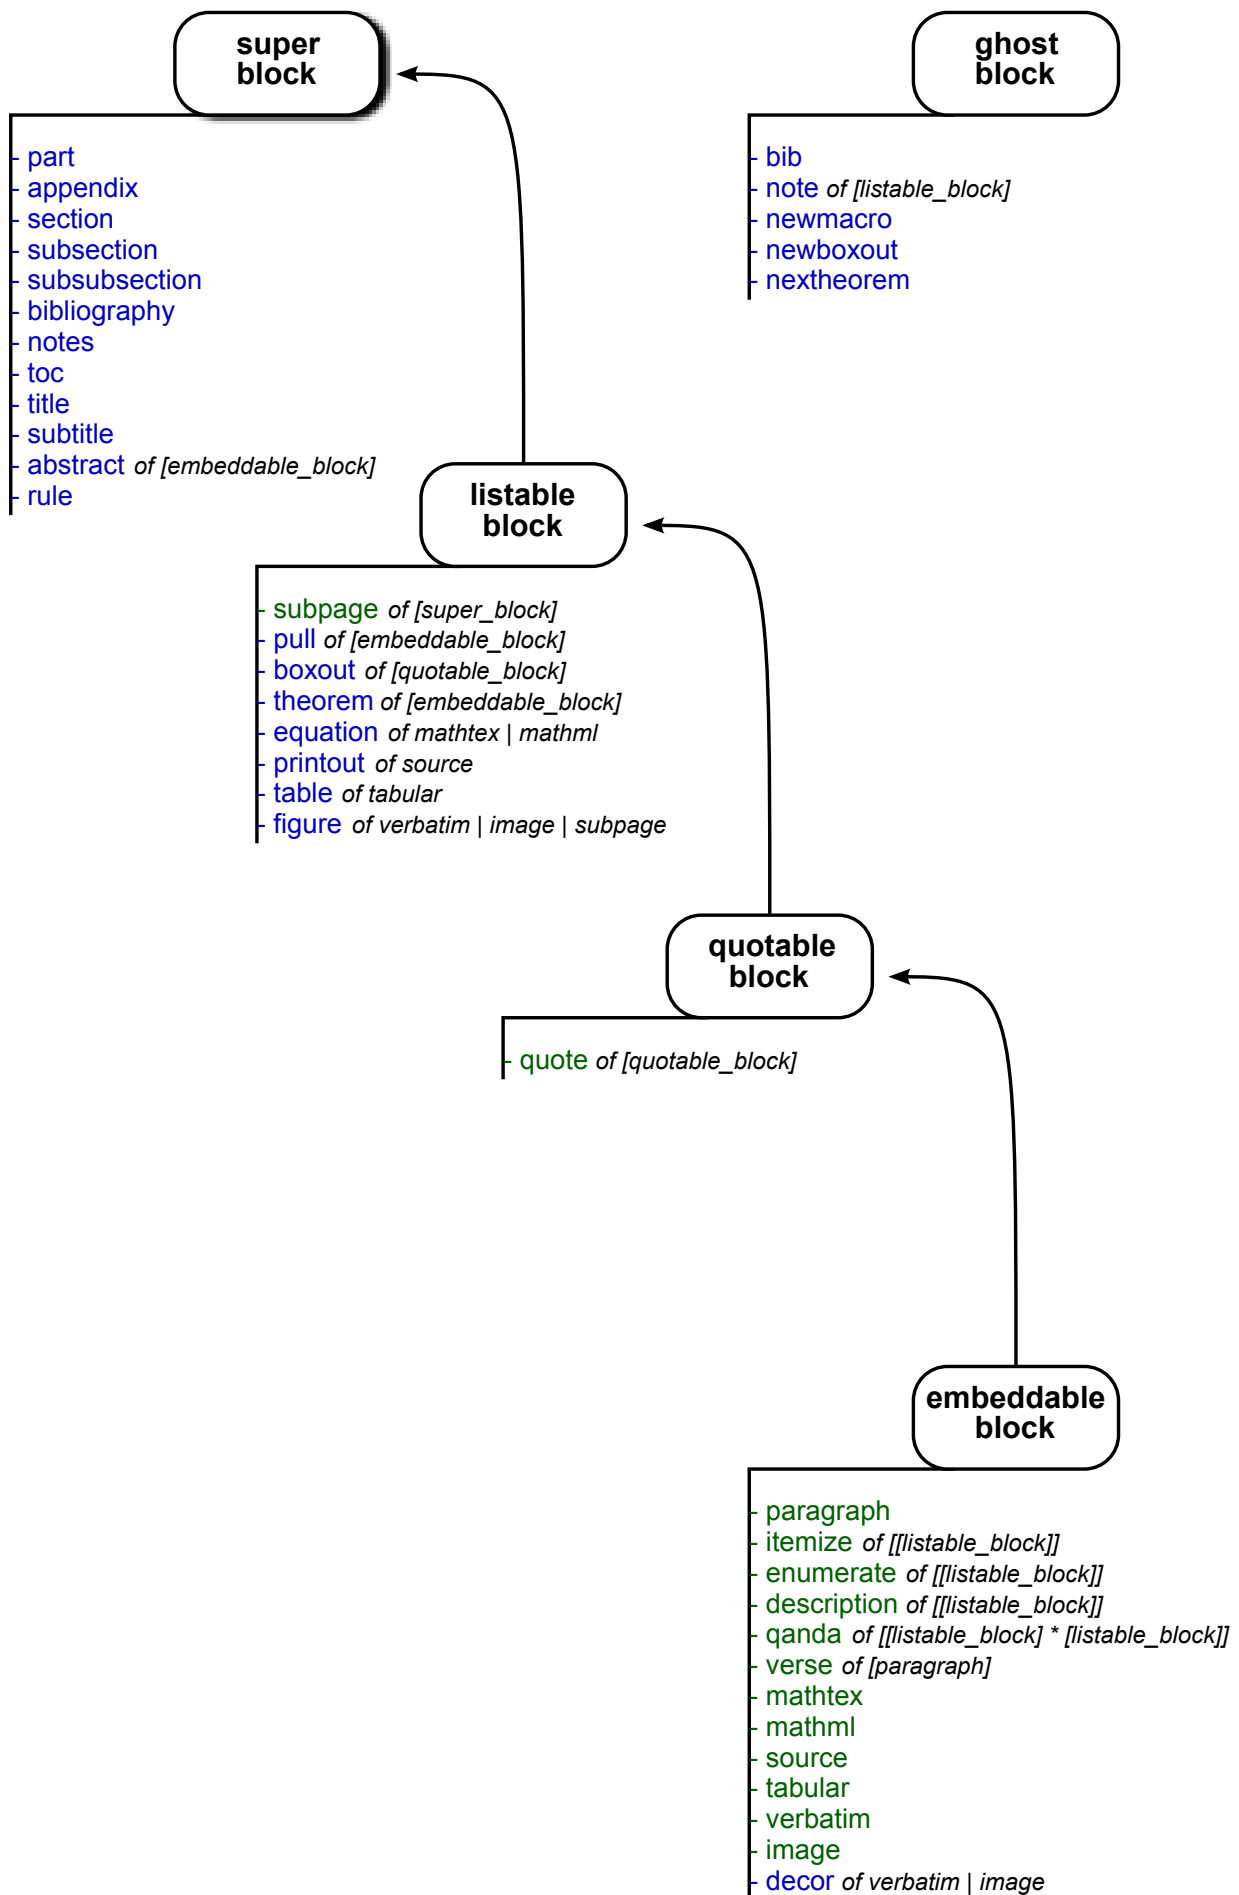 super
block
- part
- appendix
- section
- subsection
- subsubsection
- bibliography
- notes
- toc
- title
- subtitle
- abstract of [embeddable_block]
- rule
ghost
block
- bib
- note of [listable_block]
- newmacro
- newboxout
- nextheorem
listable
block
- subpage of [super_block]
- pull of [embeddable_block]
- boxout of [quotable_block]
- theorem of [embeddable_block]
- equation of mathtex | mathml
- printout of source
- table of tabular
- figure of verbatim | image | subpage
quotable
block
- quote of [quotable_block]
embeddable
block
- paragraph
- itemize of [[listable_block]]
- enumerate of [[listable_block]]
- description of [[listable_block]]
- qanda of [[listable_block] * [listable_block]]
- verse of [paragraph]
- mathtex
- mathml
- source
- tabular
- verbatim
- image
- decor of verbatim | image